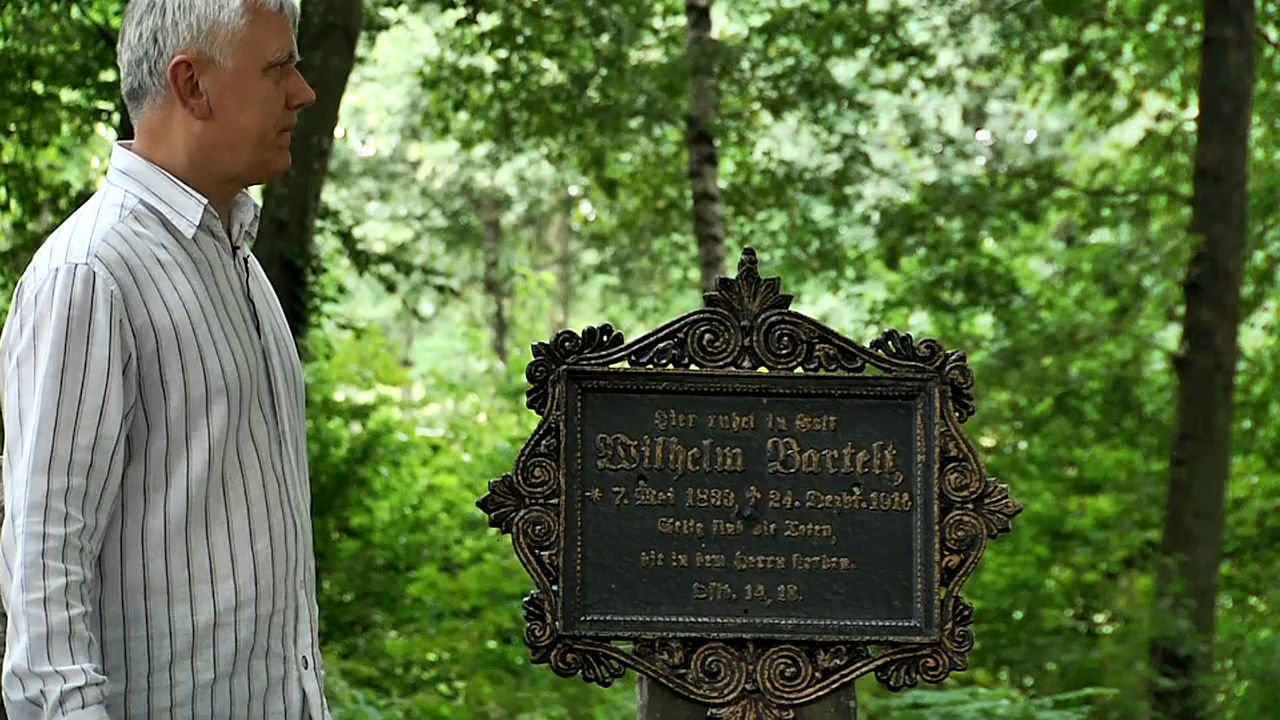 Hier ruhet in Gott
Wilhelm Bartelt,
* 7. Mai 1838, † 24. Dezbr. 1918
Selig sind die Toten,
die in dem Herrn sterben.
Offb. 14, 13.